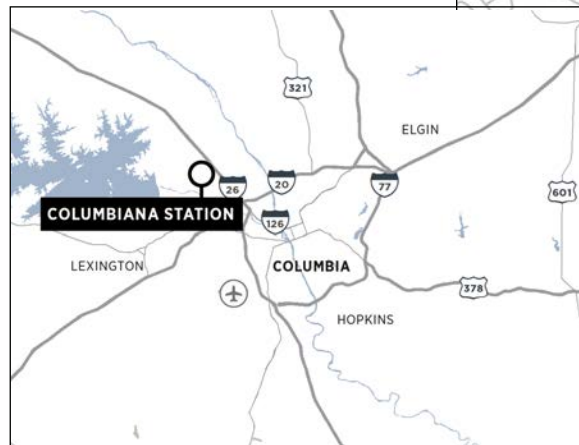 321
ELGIN
26
20
77
601
COLUMBIANA STATION
126
LEXINGTON
COLUMBIA
378
HOPKINS